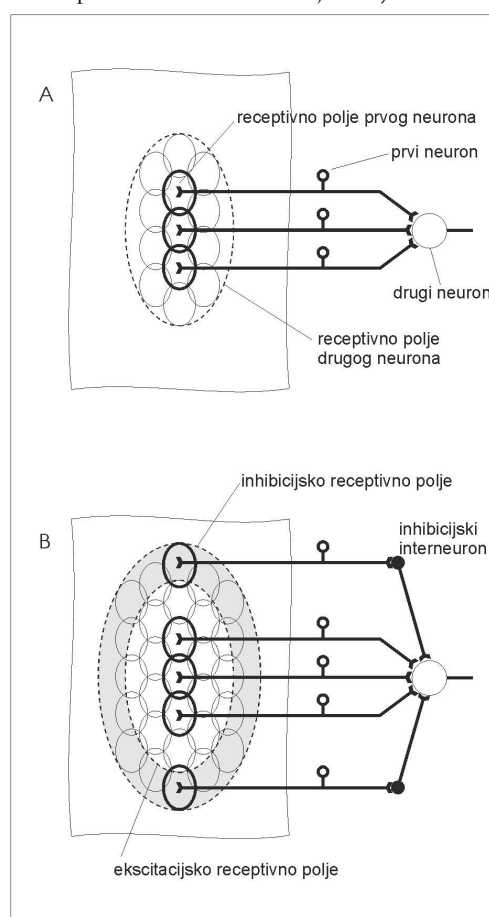 A
receptivno polje prvog neurona
prvi neuron
drugi neuron
receptivno polje
drugog neurona
B
inhibicijsko receptivno polje
inhibicijski
interneuron
ekscitacijsko receptivno polje